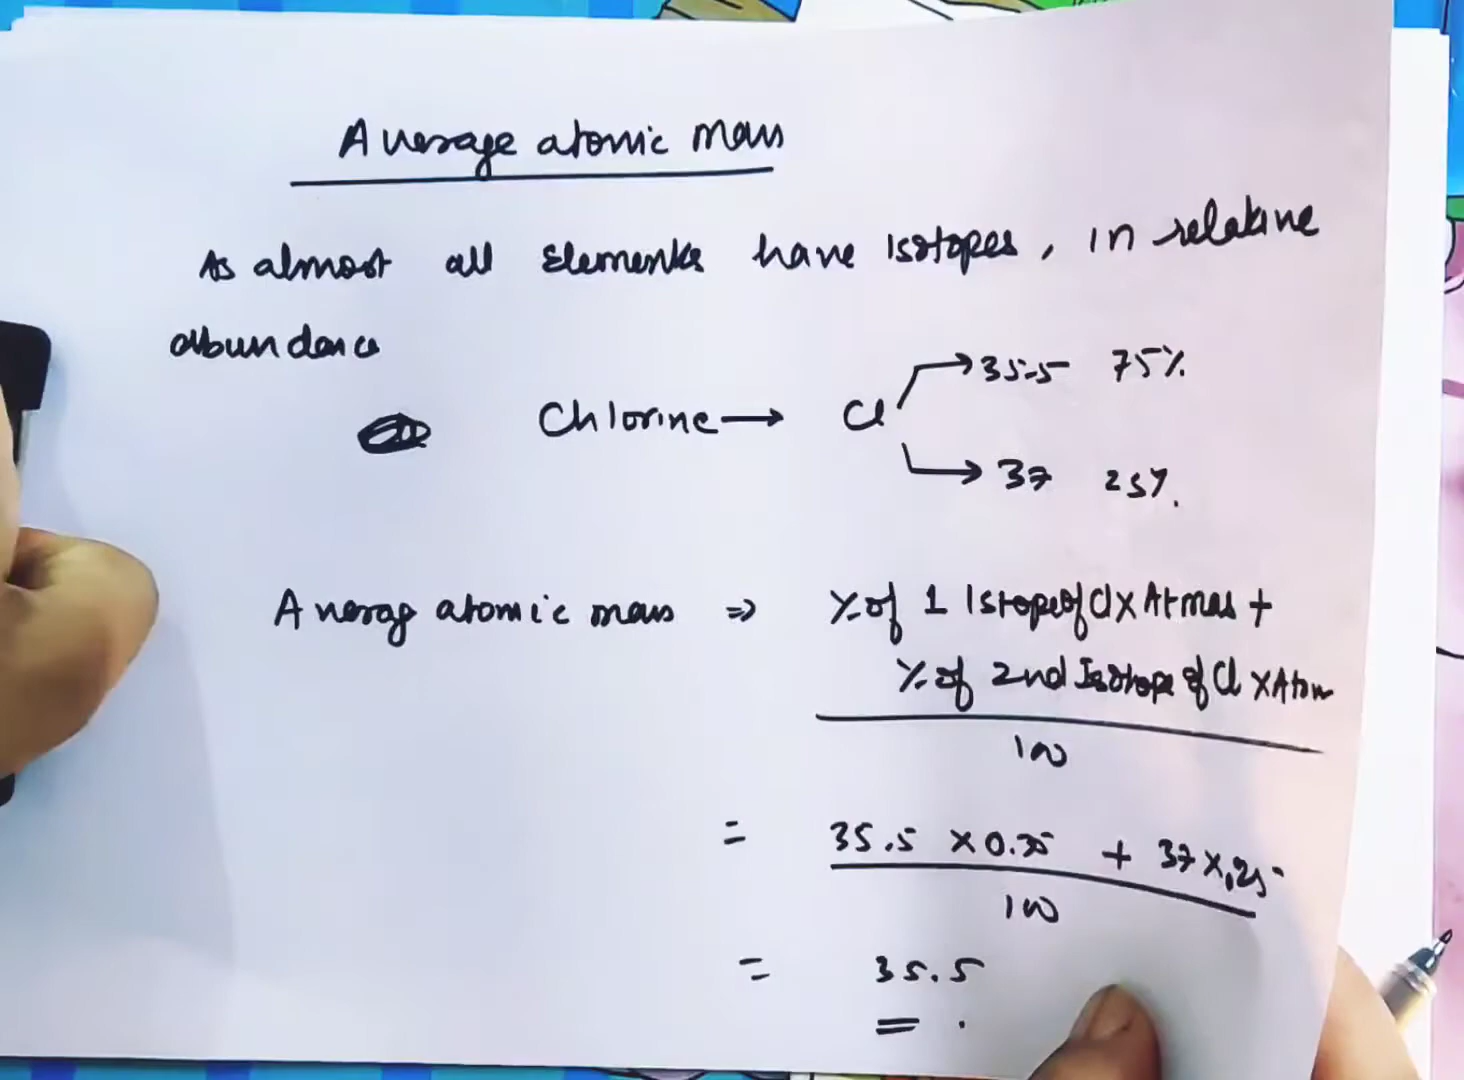 Average atomic mass
As almost all Elements have isotopes, in relative
abundance
Chlorine → Cl → 35.5 75%
→ 37 25%.
Average atomic mass ⇒ % of 1 Isotope of Cl X At mass +
% of 2nd Isotope of Cl X Atom
100
= 35.5 × 0.75 + 37 × .25
100
= 35.5